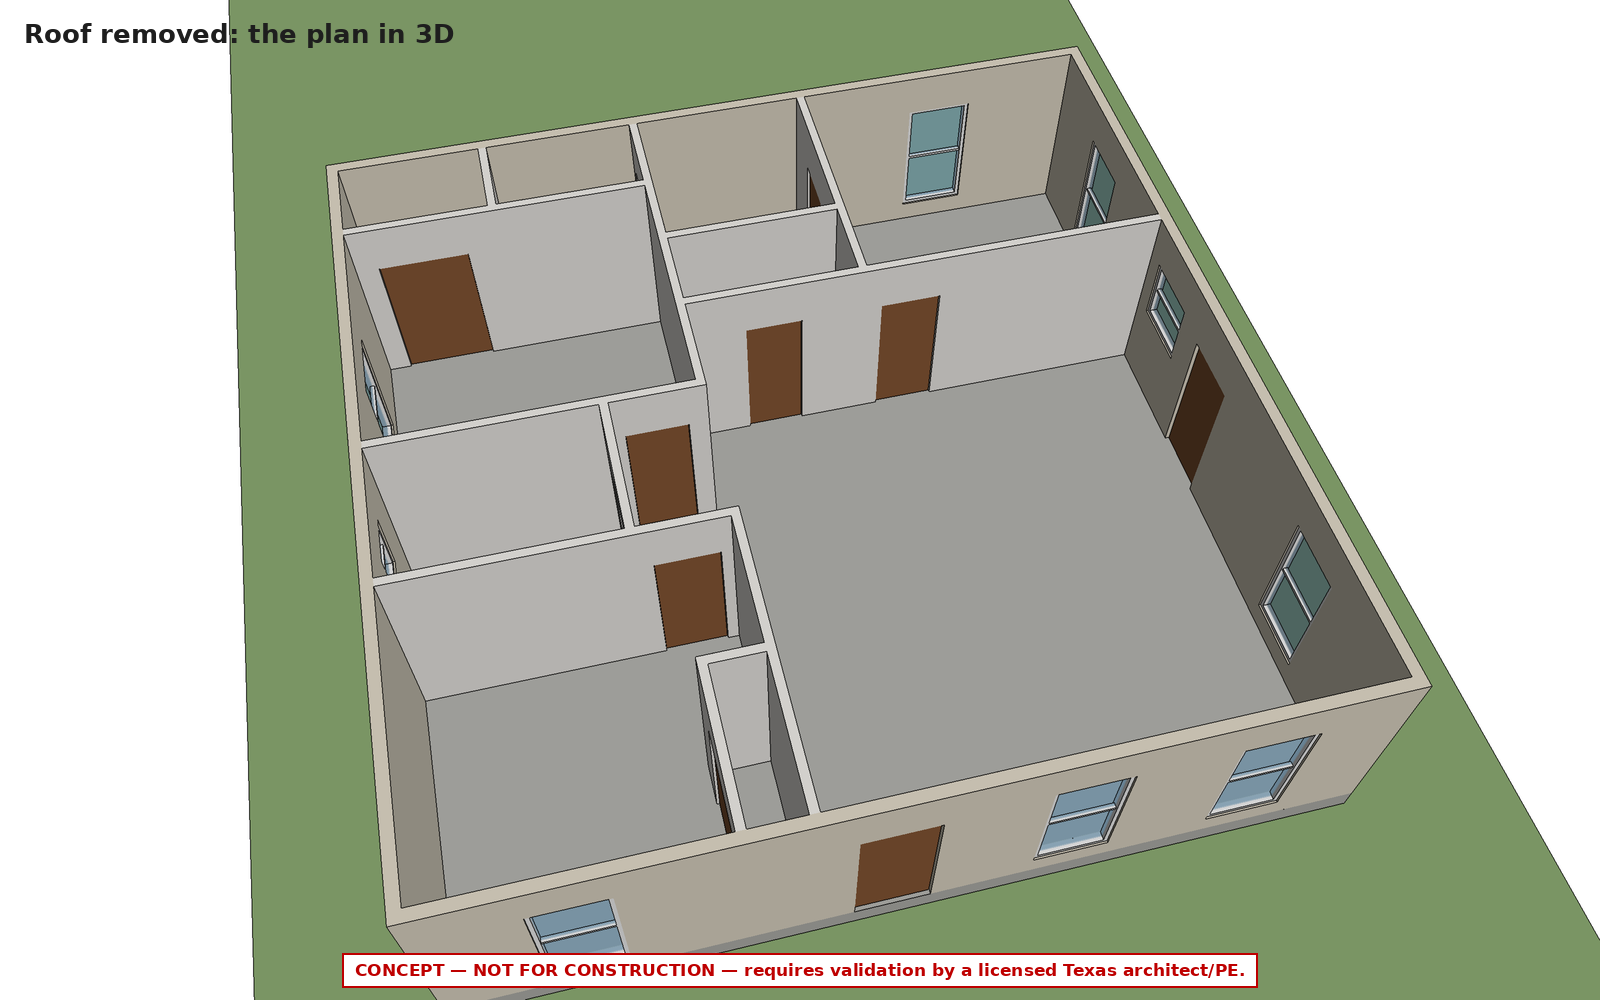 Roof removed: the plan in 3D
CONCEPT — NOT FOR CONSTRUCTION — requires validation by a licensed Texas architect/PE.